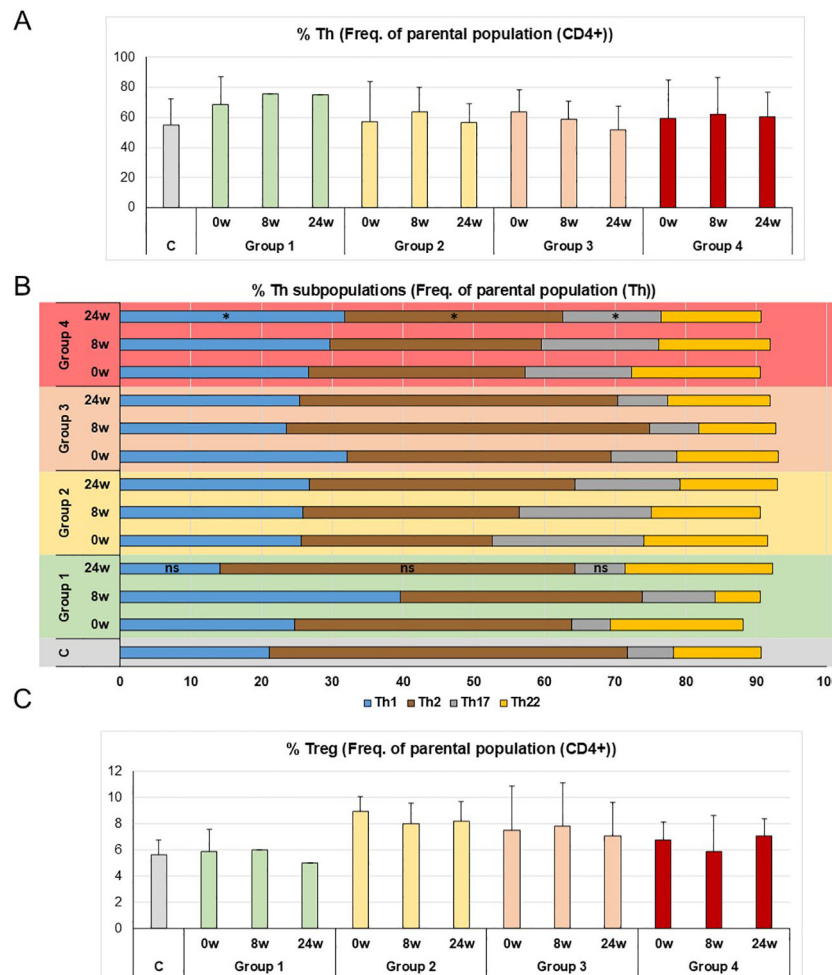 A
% Th (Freq. of parental population (CD4+))
100
80
60
40
20
0
0w 8w 24w 0w 8w 24w 0w 8w 24w 0w 8w 24w
C Group 1 Group 2 Group 3 Group 4
B
% Th subpopulations (Freq. of parental population (Th))
Group 4
24w * * *
8w
0w
Group 3
24w
8w
0w
Group 2
24w
8w
0w
Group 1
24w ns ns ns
8w
0w
C
0 10 20 30 40 50 60 70 80 90 100
Th1 Th2 Th17 Th22
C
% Treg (Freq. of parental population (CD4+))
12
10
8
6
4
2
0
0w 8w 24w 0w 8w 24w 0w 8w 24w 0w 8w 24w
C Group 1 Group 2 Group 3 Group 4